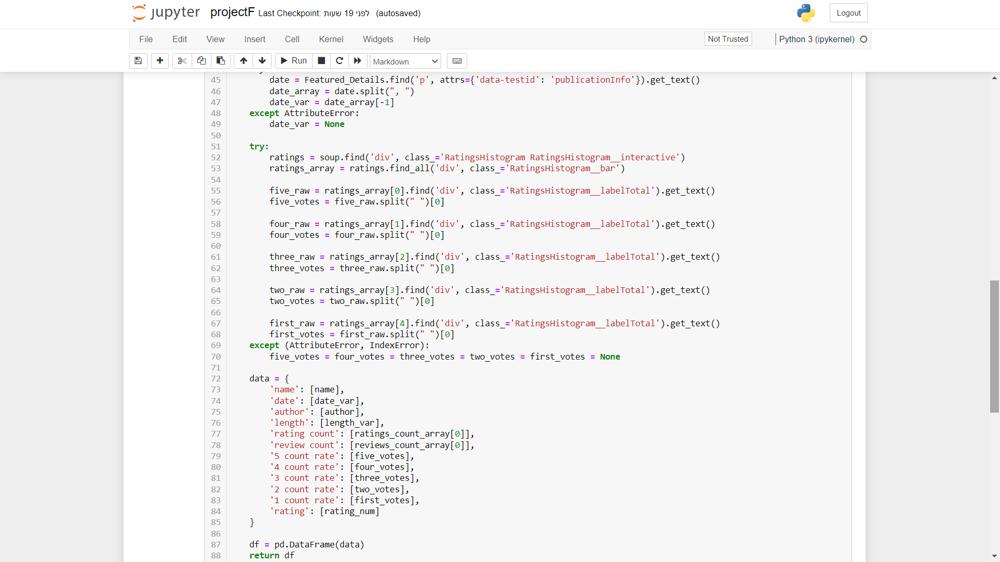 jupyter projectF Last Checkpoint: לפני 19 שעות (autosaved)
Logout
File Edit View Insert Cell Kernel Widgets Help
Not Trusted
Python 3 (ipykernel)
Run
Markdown
45         date = Featured_Details.find('p', attrs={'data-testid': 'publicationInfo'}).get_text()
46         date_array = date.split(", ")
47         date_var = date_array[-1]
48     except AttributeError:
49         date_var = None
50
51     try:
52         ratings = soup.find('div', class_='RatingsHistogram RatingsHistogram__interactive')
53         ratings_array = ratings.find_all('div', class_='RatingsHistogram__bar')
54
55         five_raw = ratings_array[0].find('div', class_='RatingsHistogram__labelTotal').get_text()
56         five_votes = five_raw.split(" ")[0]
57
58         four_raw = ratings_array[1].find('div', class_='RatingsHistogram__labelTotal').get_text()
59         four_votes = four_raw.split(" ")[0]
60
61         three_raw = ratings_array[2].find('div', class_='RatingsHistogram__labelTotal').get_text()
62         three_votes = three_raw.split(" ")[0]
63
64         two_raw = ratings_array[3].find('div', class_='RatingsHistogram__labelTotal').get_text()
65         two_votes = two_raw.split(" ")[0]
66
67         first_raw = ratings_array[4].find('div', class_='RatingsHistogram__labelTotal').get_text()
68         first_votes = first_raw.split(" ")[0]
69     except (AttributeError, IndexError):
70         five_votes = four_votes = three_votes = two_votes = first_votes = None
71
72     data = {
73         'name': [name],
74         'date': [date_var],
75         'author': [author],
76         'length': [length_var],
77         'rating count': [ratings_count_array[0]],
78         'review count': [reviews_count_array[0]],
79         '5 count rate': [five_votes],
80         '4 count rate': [four_votes],
81         '3 count rate': [three_votes],
82         '2 count rate': [two_votes],
83         '1 count rate': [first_votes],
84         'rating': [rating_num]
85     }
86
87     df = pd.DataFrame(data)
88     return df